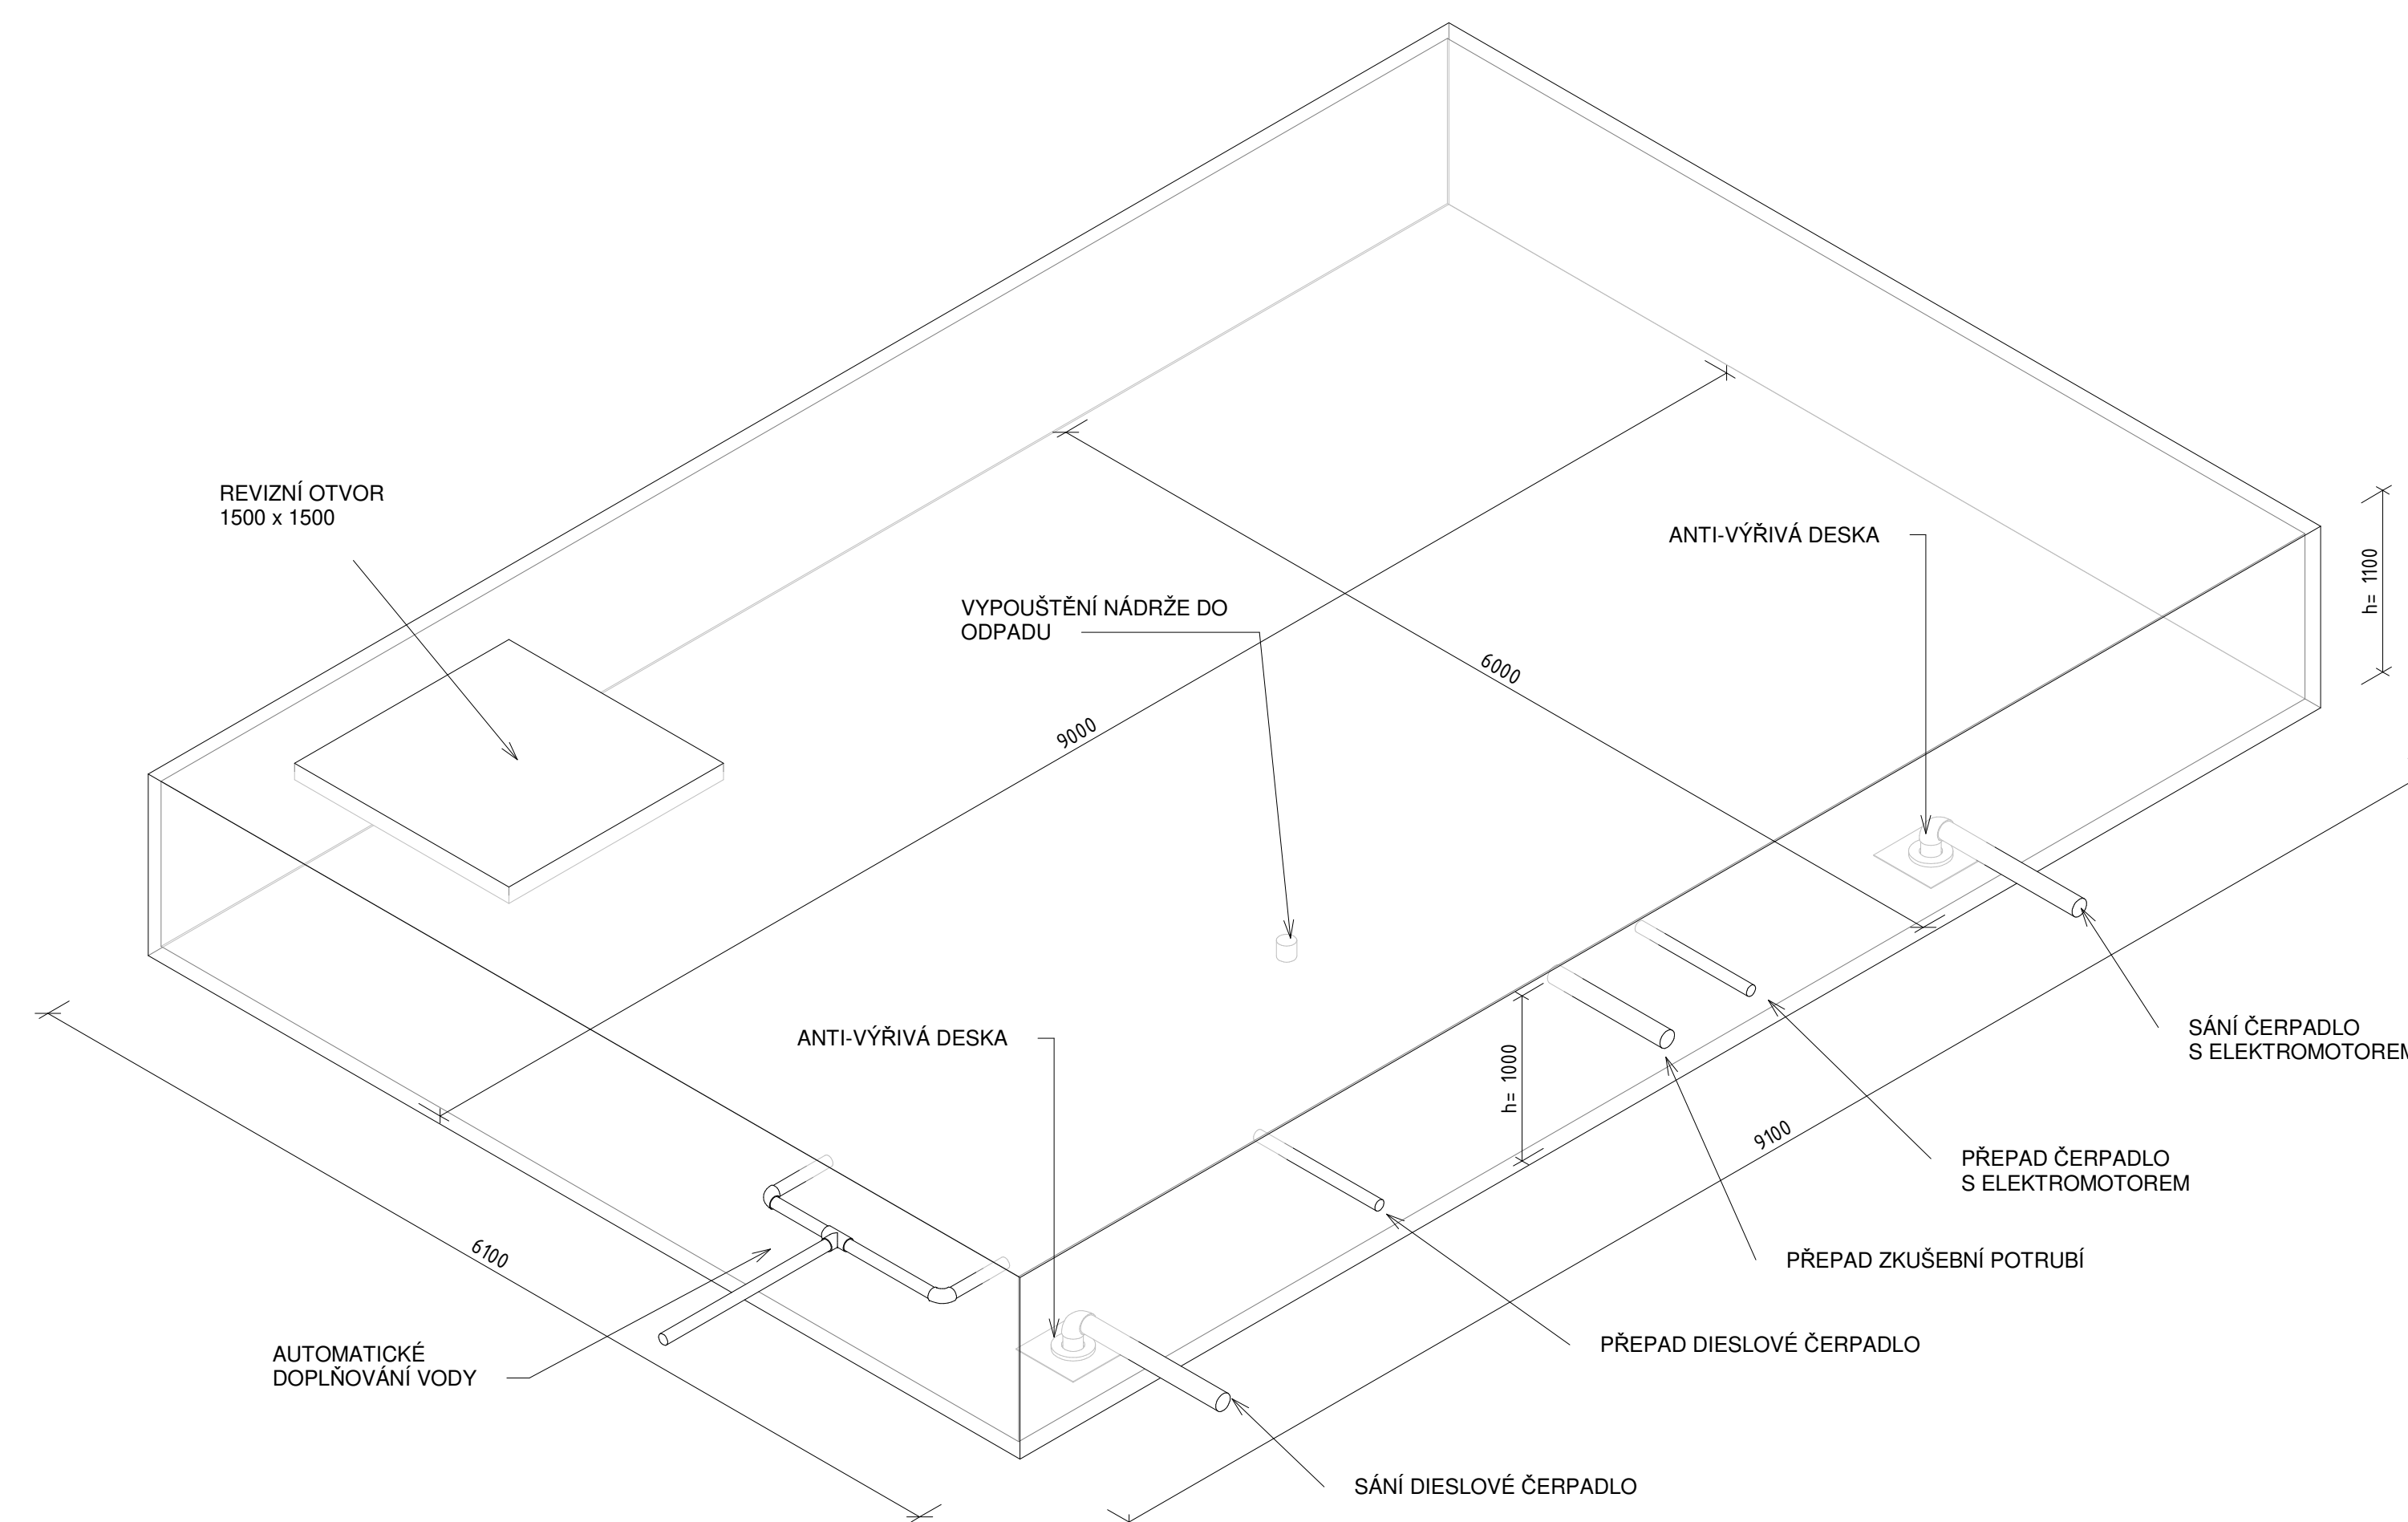 REVIZNÍ OTVOR
1500 x 1500
ANTI-VÝŘIVÁ DESKA
h= 1100
VYPOUŠTĚNÍ NÁDRŽE DO
ODPADU
6000
9000
ANTI-VÝŘIVÁ DESKA
SÁNÍ ČERPADLO
S ELEKTROMOTOREM
h= 1000
9100
PŘEPAD ČERPADLO
S ELEKTROMOTOREM
6100
PŘEPAD ZKUŠEBNÍ POTRUBÍ
PŘEPAD DIESLOVÉ ČERPADLO
AUTOMATICKÉ
DOPLŇOVÁNÍ VODY
SÁNÍ DIESLOVÉ ČERPADLO